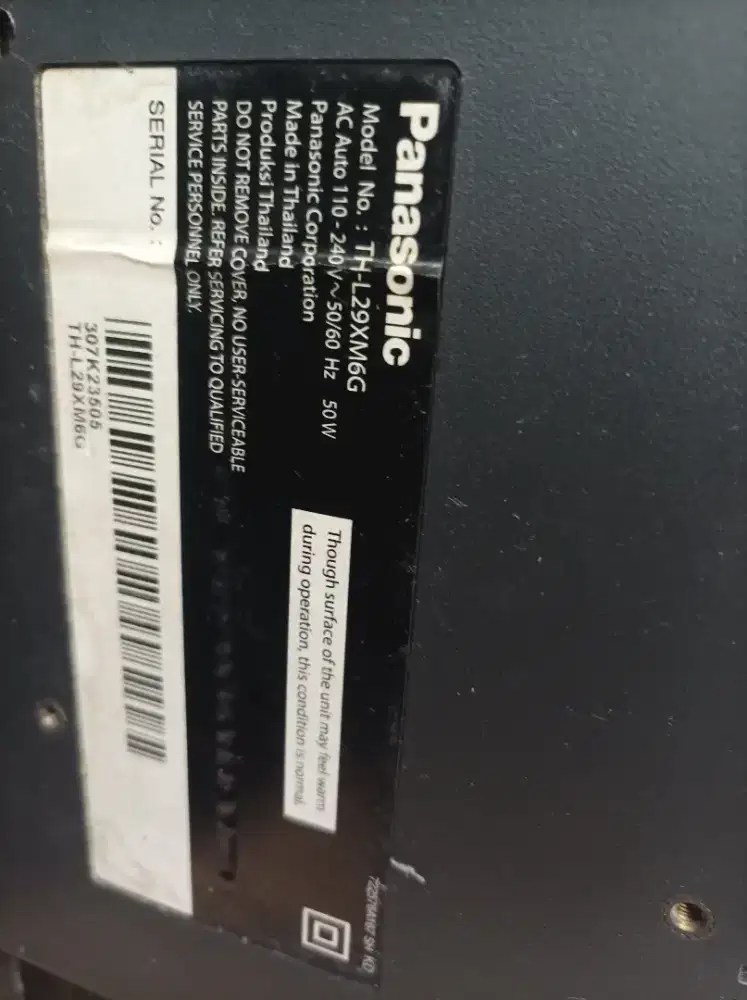 Panasonic
Model No. : TH-L29XM6G
AC Auto 110 - 240V～ 50/60 Hz 50 W
Panasonic Corporation
Made in Thailand
Produksi Thailand
DO NOT REMOVE COVER. NO USER-SERVICEABLE
PARTS INSIDE. REFER SERVICING TO QUALIFIED
SERVICE PERSONNEL ONLY.
Though surface of the unit may feel warm
during operation, this condition is normal.
SERIAL No. :
307K23505
TH-L29XM6G